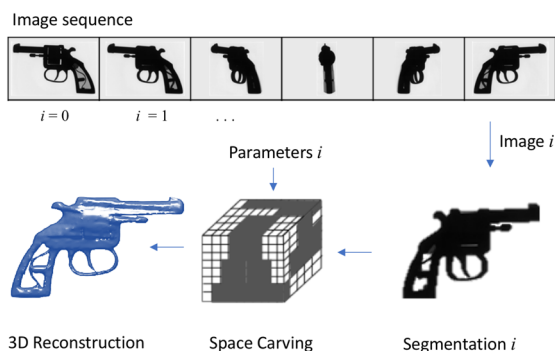 Image sequence
i = 0
i = 1
. . .
Image i
Parameters i
3D Reconstruction
Space Carving
Segmentation i